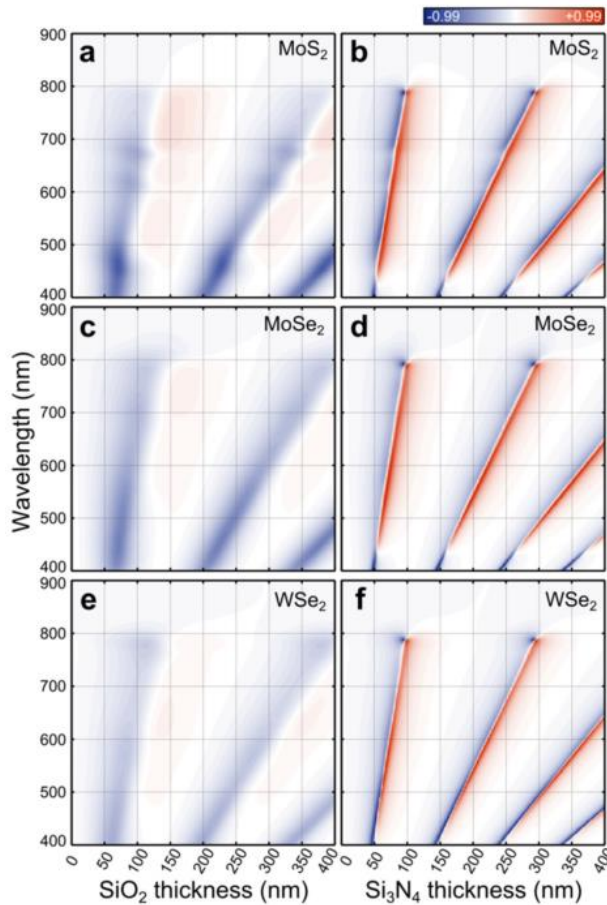 -0.99 +0.99
a MoS₂
b MoS₂
900
800
700
600
500
400
c MoSe₂
d MoSe₂
900
800
700
600
500
400
e WSe₂
f WSe₂
900
800
700
600
500
400
Wavelength (nm)
0 50 100 150 200 250 300 350 400
0 50 100 150 200 250 300 350 400
SiO₂ thickness (nm)
Si₃N₄ thickness (nm)